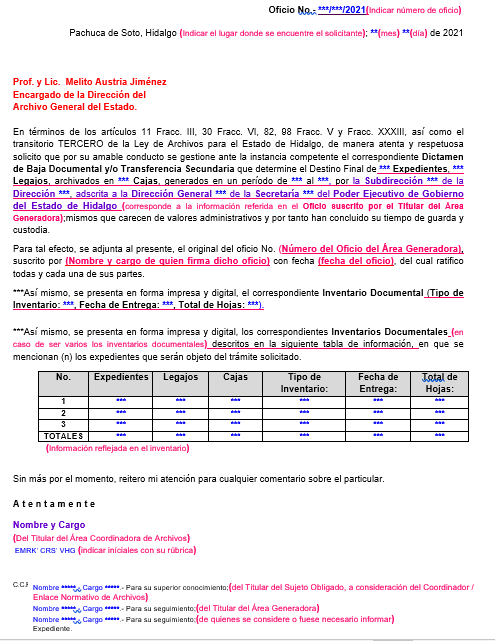 Oficio No.- ***/***/2021(Indicar número de oficio)
Pachuca de Soto, Hidalgo (Indicar el lugar donde se encuentre el solicitante); **(mes) **(día) de 2021
Prof. y Lic. Melito Austria Jiménez
Encargado de la Dirección del
Archivo General del Estado.
En términos de los artículos 11 Fracc. III, 30 Fracc. VI, 82, 98 Fracc. V y Fracc. XXXIII, así como el
transitorio TERCERO de la Ley de Archivos para el Estado de Hidalgo, de manera atenta y respetuosa
solicito que por su amable conducto se gestione ante la instancia competente el correspondiente Dictamen
de Baja Documental y/o Transferencia Secundaria que determine el Destino Final de *** Expedientes, ***
Legajos, archivados en *** Cajas, generados en un período de *** al ***, por la Subdirección *** de la
Dirección ***, adscrita a la Dirección General *** de la Secretaría *** del Poder Ejecutivo de Gobierno
del Estado de Hidalgo (corresponde a la información referida en el Oficio suscrito por el Titular del Área
Generadora);mismos que carecen de valores administrativos y por tanto han concluido su tiempo de guarda y
custodia.
Para tal efecto, se adjunta al presente, el original del oficio No. (Número del Oficio del Área Generadora),
suscrito por (Nombre y cargo de quien firma dicho oficio) con fecha (fecha del oficio), del cual ratifico
todas y cada una de sus partes.
***Así mismo, se presenta en forma impresa y digital, el correspondiente Inventario Documental (Tipo de
Inventario: ***, Fecha de Entrega: ***, Total de Hojas: ***).
***Así mismo, se presenta en forma impresa y digital, los correspondientes Inventarios Documentales (en
caso de ser varios los inventarios documentales) descritos en la siguiente tabla de información, en que se
mencionan (n) los expedientes que serán objeto del trámite solicitado.
No. Expedientes Legajos Cajas Tipo de Inventario: Fecha de Entrega: Total de Hojas:
1 *** *** *** *** *** ***
2 *** *** *** *** *** ***
3 *** *** *** *** *** ***
TOTALES *** *** *** *** *** ***
(Información reflejada en el inventario)
Sin más por el momento, reitero mi atención para cualquier comentario sobre el particular.
A t e n t a m e n t e
Nombre y Cargo
(Del Titular del Área Coordinadora de Archivos)
EMRK' CRS' VHG (indicar iníciales con su rúbrica)
C.C.P. Nombre *****, Cargo *****.- Para su superior conocimiento;(del Titular del Sujeto Obligado, a consideración del Coordinador /
Enlace Normativo de Archivos)
Nombre *****, Cargo *****.- Para su seguimiento;(del Titular del Área Generadora)
Nombre *****, Cargo *****.- Para su seguimiento;(de quienes se considere o fuese necesario informar)
Expediente.